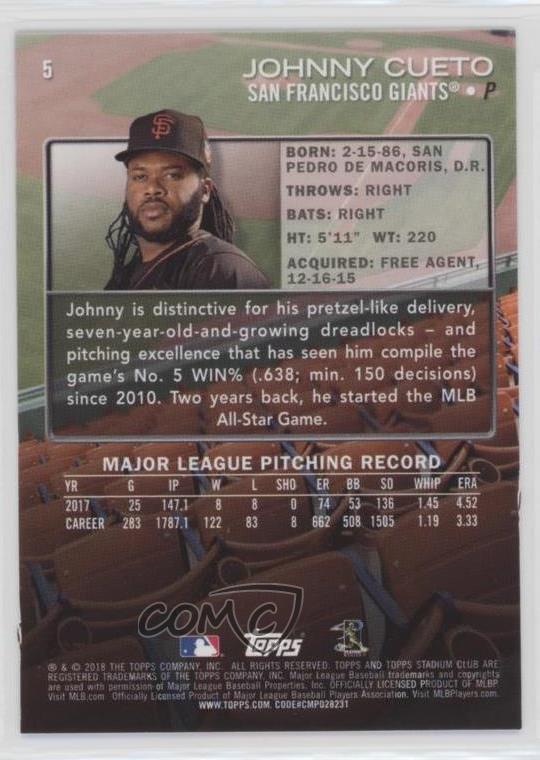 5
JOHNNY CUETO
SAN FRANCISCO GIANTS® • P
SF
BORN: 2-15-86, SAN
PEDRO DE MACORIS, D.R.
THROWS: RIGHT
BATS: RIGHT
HT: 5'11" WT: 220
ACQUIRED: FREE AGENT,
12-16-15
Johnny is distinctive for his pretzel-like delivery,
seven-year-old-and-growing dreadlocks – and
pitching excellence that has seen him compile the
game's No. 5 WIN% (.638; min. 150 decisions)
since 2010. Two years back, he started the MLB
All-Star Game.
MAJOR LEAGUE PITCHING RECORD
YR G IP W L SHO ER BB SO WHIP ERA
2017 25 147.1 8 8 0 74 53 136 1.45 4.52
CAREER 283 1787.1 122 83 8 662 508 1505 1.19 3.33
COMC
Topps
® & © 2018 THE TOPPS COMPANY, INC. ALL RIGHTS RESERVED. TOPPS AND TOPPS STADIUM CLUB ARE
REGISTERED TRADEMARKS OF THE TOPPS COMPANY, INC. Major League Baseball trademarks and copyrights
are used with permission of Major League Baseball Properties, Inc. OFFICIALLY LICENSED PRODUCT OF MLBP
Visit MLB.com. Officially Licensed Product of Major League Baseball Players Association. Visit MLBPlayers.com.
WWW.TOPPS.COM. CODE#CMP028231